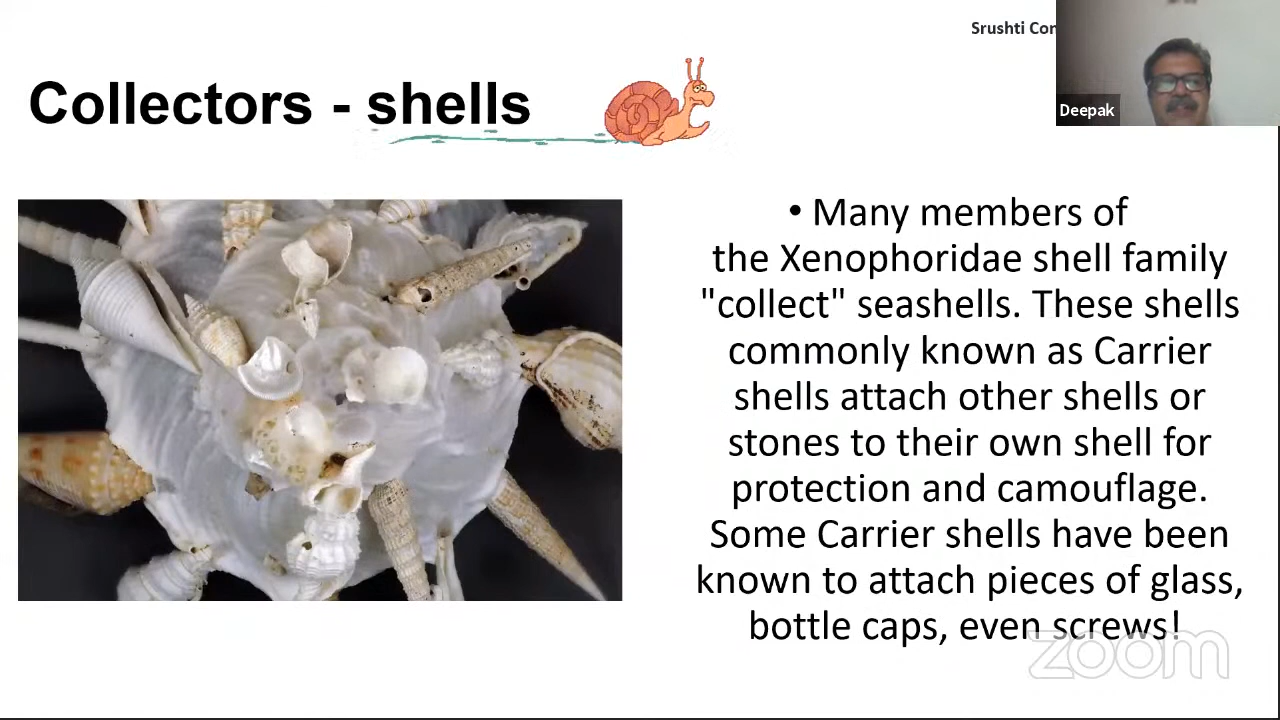 Srushti Con
Deepak
Collectors - shells
• Many members of
the Xenophoridae shell family
"collect" seashells. These shells
commonly known as Carrier
shells attach other shells or
stones to their own shell for
protection and camouflage.
Some Carrier shells have been
known to attach pieces of glass,
bottle caps, even screws!
zoom